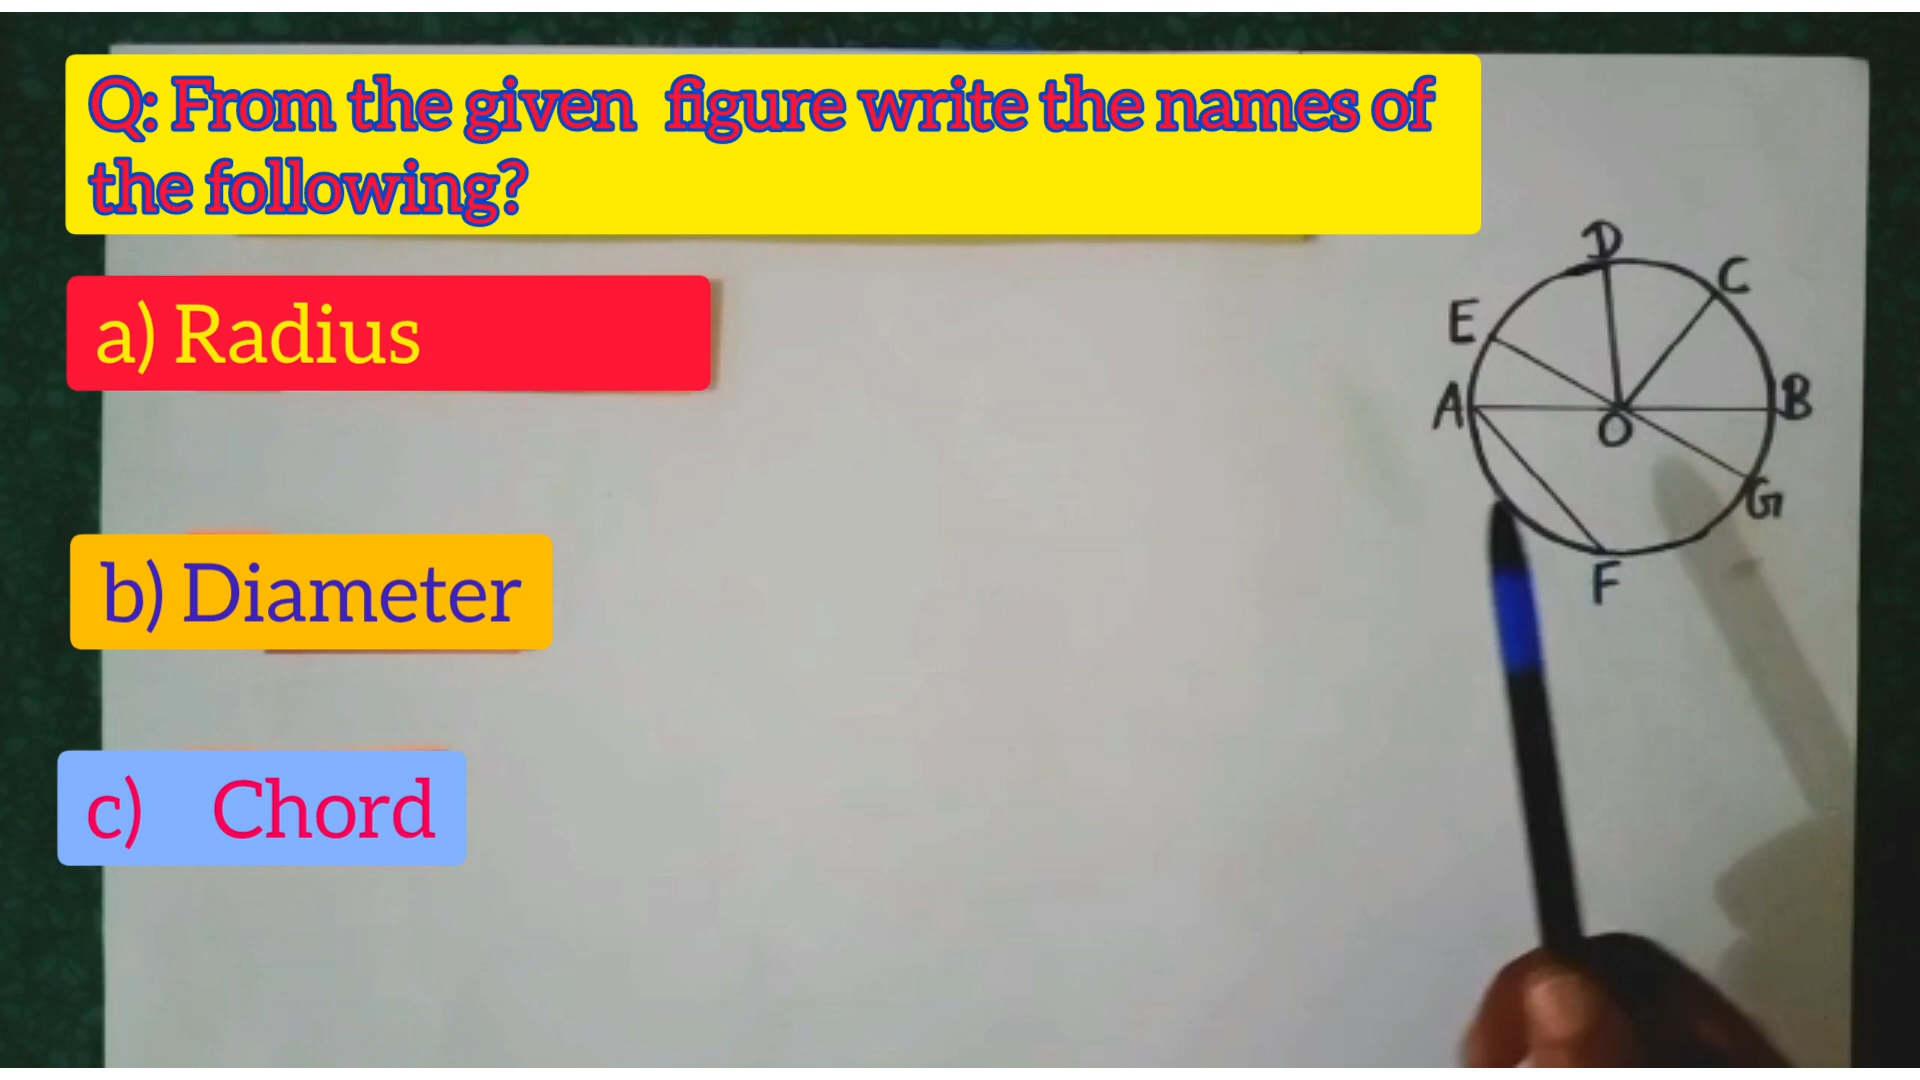 Q: From the given figure write the names of
the following?
a) Radius
b) Diameter
c) Chord
D
C
E
A
B
O
G
F